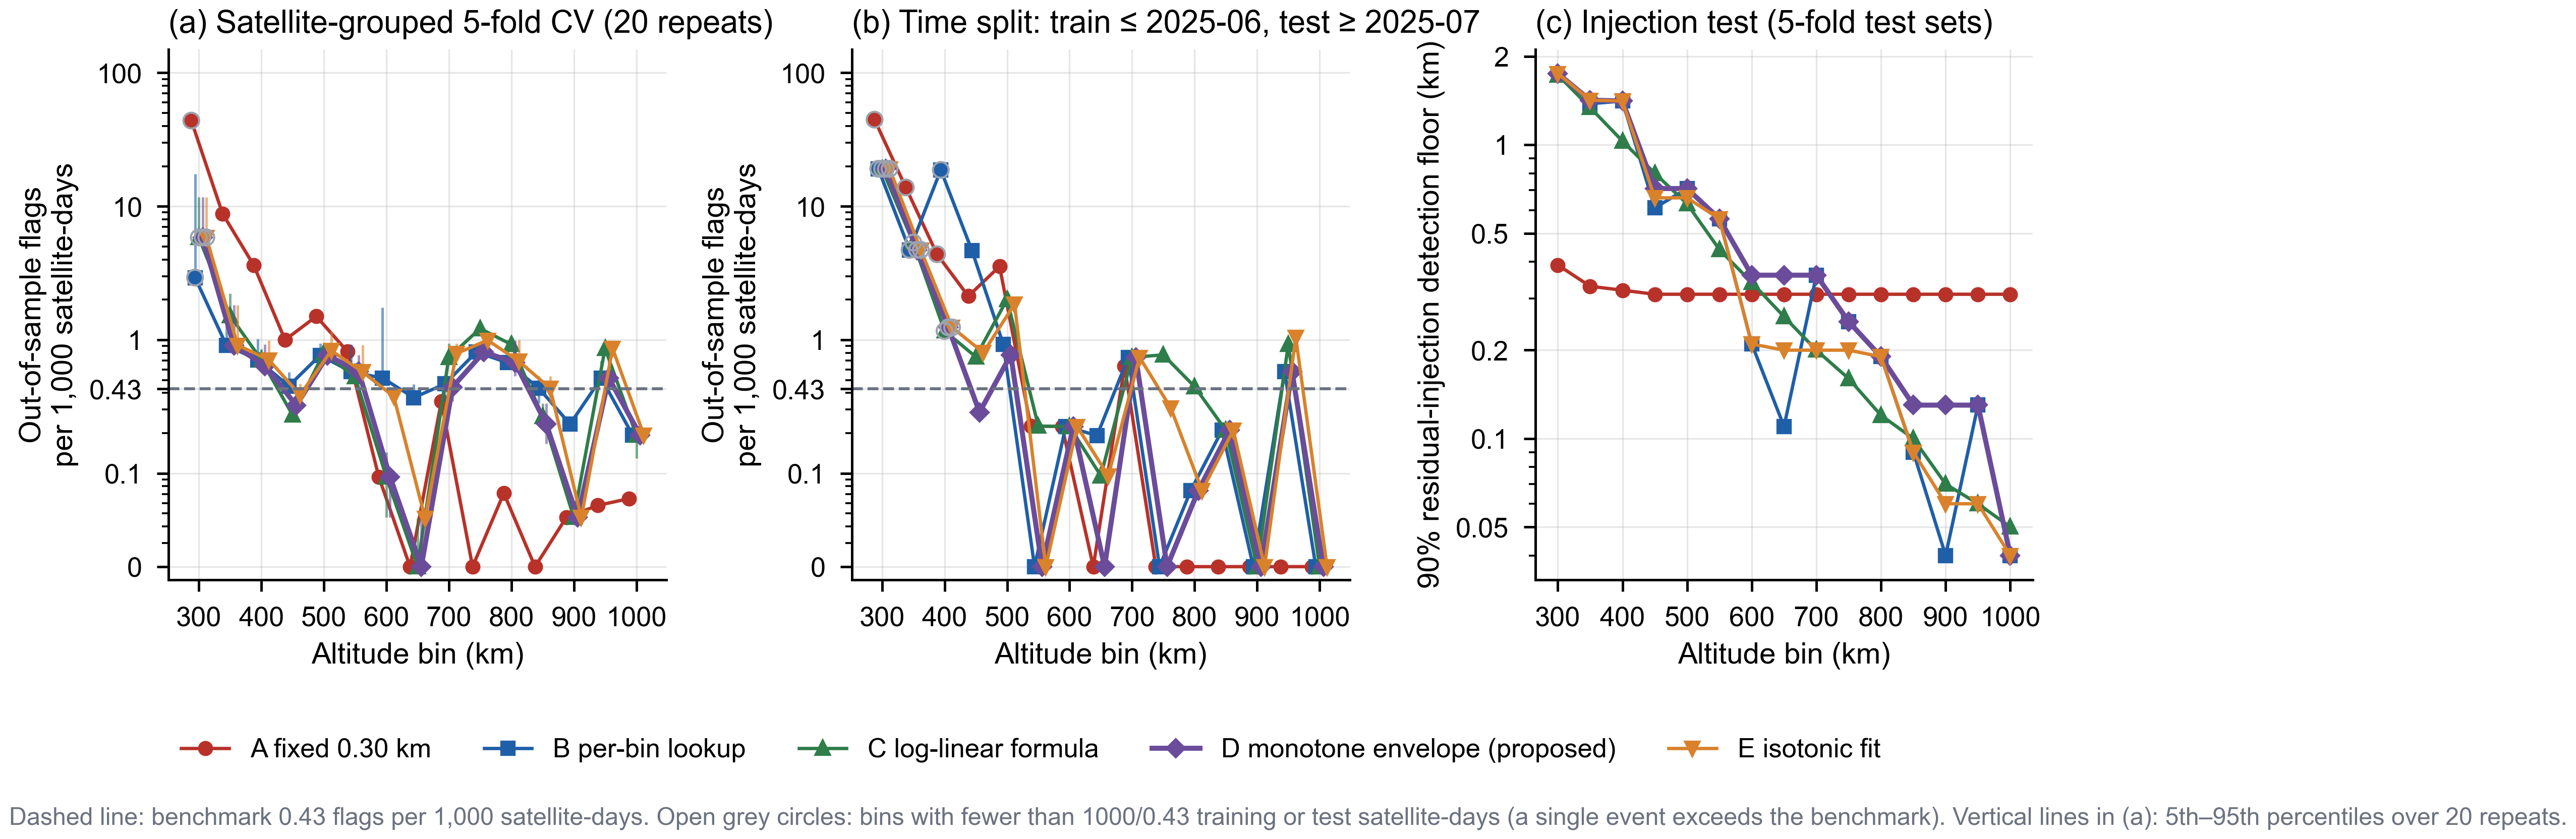 (a) Satellite-grouped 5-fold CV (20 repeats)
Out-of-sample flags
per 1,000 satellite-days
100
10
1
0.43
0.1
0
300 400 500 600 700 800 900 1000
Altitude bin (km)
(b) Time split: train ≤ 2025-06, test ≥ 2025-07
Out-of-sample flags
per 1,000 satellite-days
100
10
1
0.43
0.1
0
300 400 500 600 700 800 900 1000
Altitude bin (km)
(c) Injection test (5-fold test sets)
90% residual-injection detection floor (km)
2
1
0.5
0.2
0.1
0.05
300 400 500 600 700 800 900 1000
Altitude bin (km)
A fixed 0.30 km
B per-bin lookup
C log-linear formula
D monotone envelope (proposed)
E isotonic fit
Dashed line: benchmark 0.43 flags per 1,000 satellite-days. Open grey circles: bins with fewer than 1000/0.43 training or test satellite-days (a single event exceeds the benchmark). Vertical lines in (a): 5th–95th percentiles over 20 repeats.